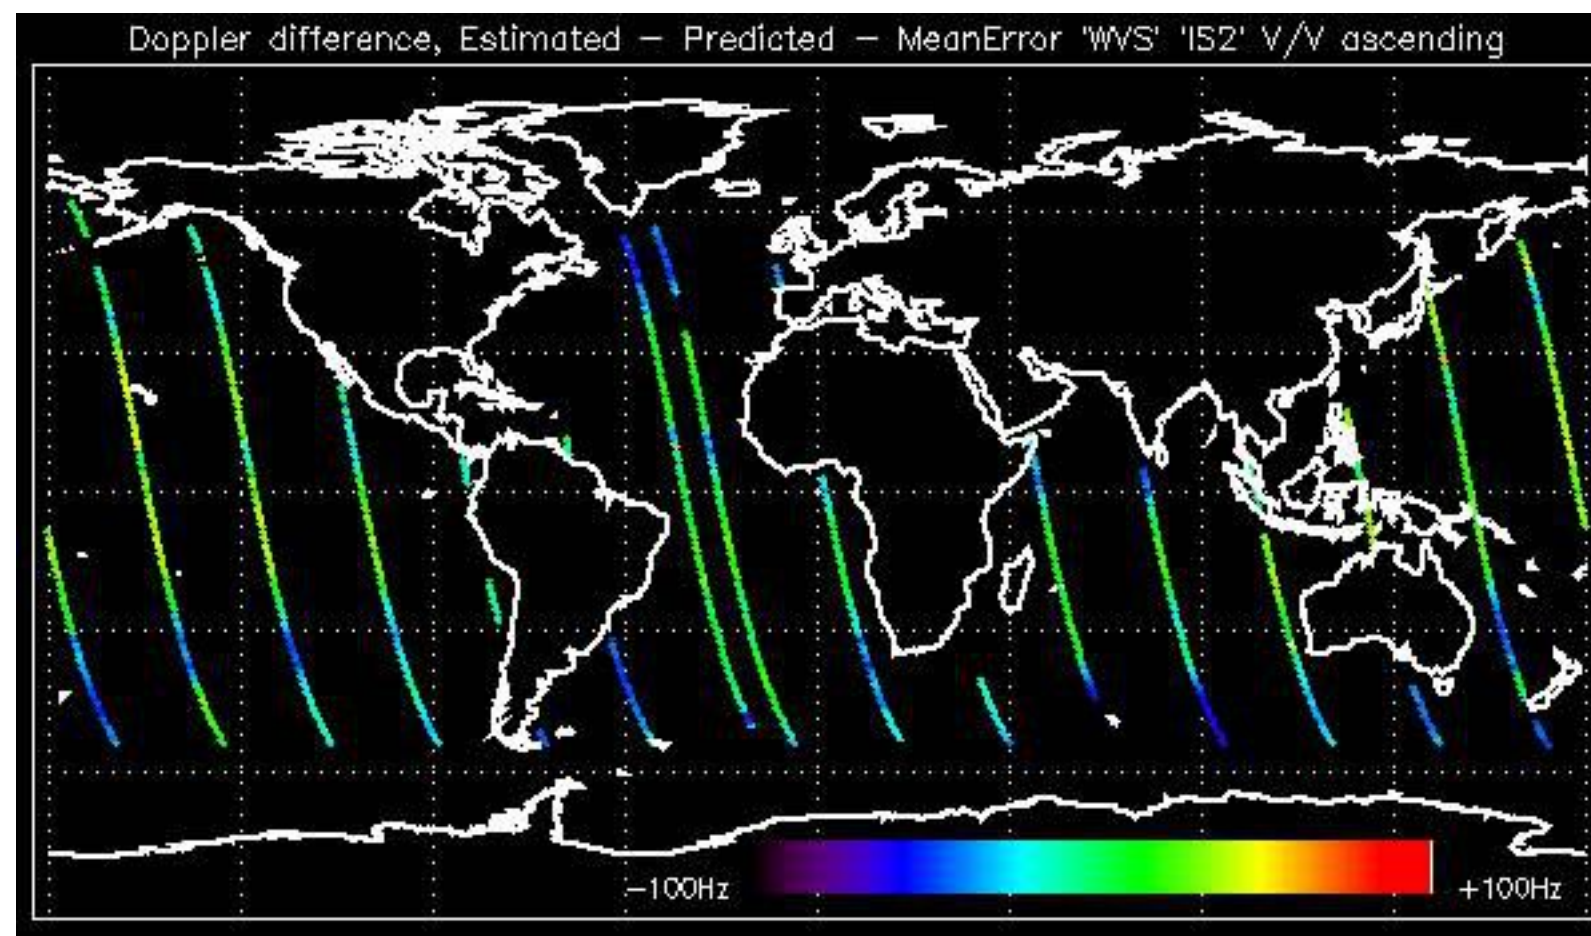 Doppler difference, Estimated – Predicted – MeanError 'WVS' 'IS2' V/V ascending
–100Hz
+100Hz